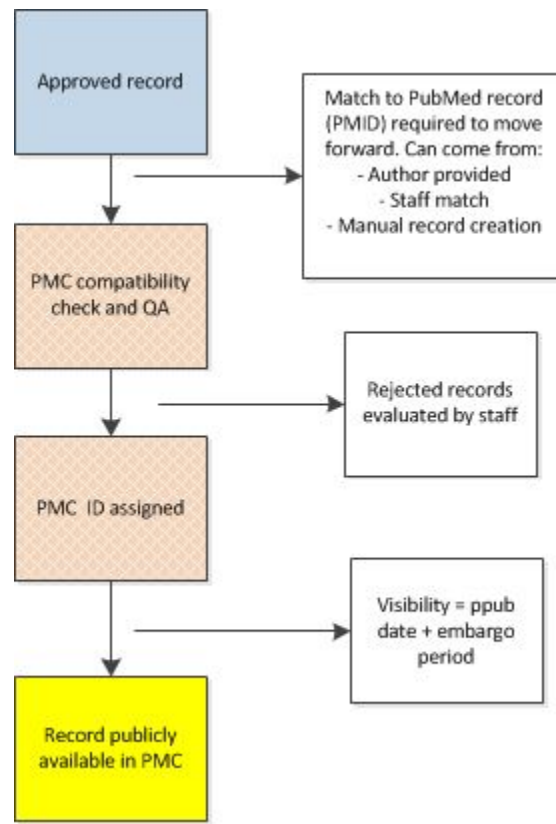 Approved record
Match to PubMed record
(PMID) required to move
forward. Can come from:
- Author provided
- Staff match
- Manual record creation
PMC compatibility
check and QA
Rejected records
evaluated by staff
PMC ID assigned
Visibility = ppub
date + embargo
period
Record publicly
available in PMC